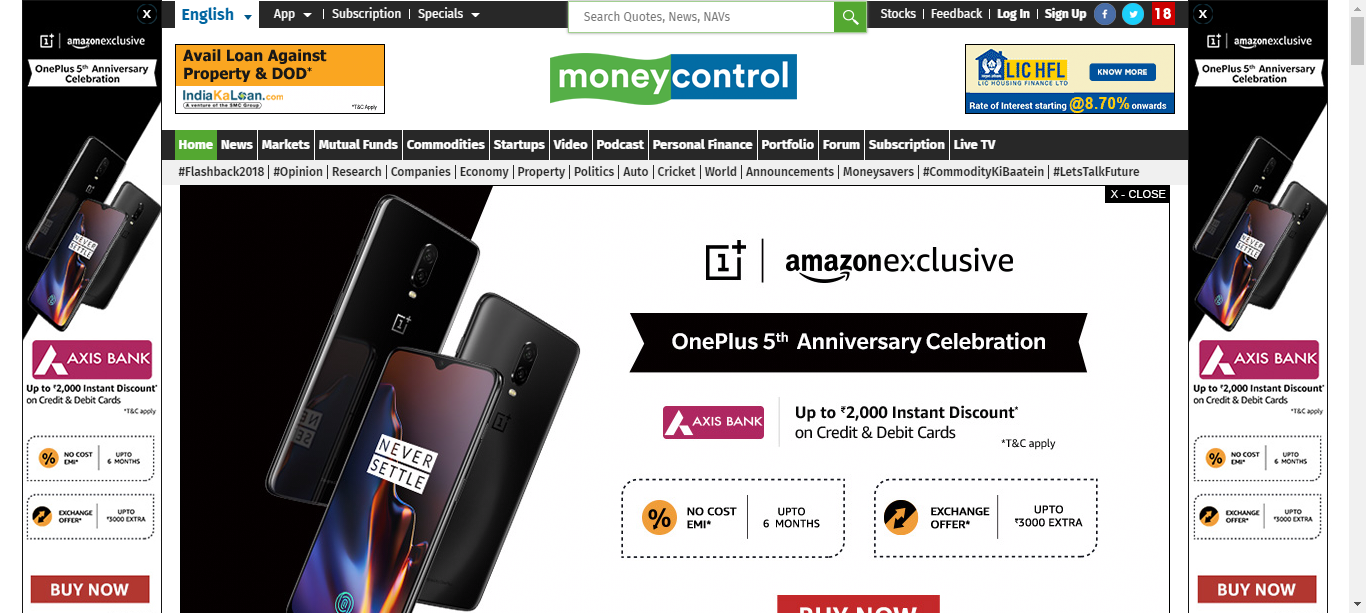 English App | Subscription | Specials Search Quotes, News, NAVs Stocks | Feedback | Log In | Sign Up 18
X
1+ | amazonexclusive
OnePlus 5th Anniversary
Celebration
NEVER
SETTLE
AXIS BANK
Up to ₹2,000 Instant Discount*
on Credit & Debit Cards
*T&C apply
% NO COST
EMI*
UPTO
6 MONTHS
EXCHANGE
OFFER*
UPTO
₹3000 EXTRA
BUY NOW
Avail Loan Against
Property & DOD*
IndiaKaLoan.com
A venture of the SMC Group
*T&C Apply
moneycontrol
LIC HFL
LIC HOUSING FINANCE LTD
KNOW MORE
Rate of Interest starting @8.70% onwards
Home News Markets Mutual Funds Commodities Startups Video Podcast Personal Finance Portfolio Forum Subscription Live TV
#Flashback2018 | #Opinion | Research | Companies | Economy | Property | Politics | Auto | Cricket | World | Announcements | Moneysavers | #CommodityKiBaatein | #LetsTalkFuture
X - CLOSE
1+ | amazonexclusive
OnePlus 5th Anniversary Celebration
AXIS BANK
Up to ₹2,000 Instant Discount*
on Credit & Debit Cards
*T&C apply
% NO COST
EMI*
UPTO
6 MONTHS
EXCHANGE
OFFER*
UPTO
₹3000 EXTRA
BUY NOW
1+
NEVER
SETTLE
X
1+ | amazonexclusive
OnePlus 5th Anniversary
Celebration
NEVER
SETTLE
AXIS BANK
Up to ₹2,000 Instant Discount*
on Credit & Debit Cards
*T&C apply
% NO COST
EMI*
UPTO
6 MONTHS
EXCHANGE
OFFER*
UPTO
₹3000 EXTRA
BUY NOW